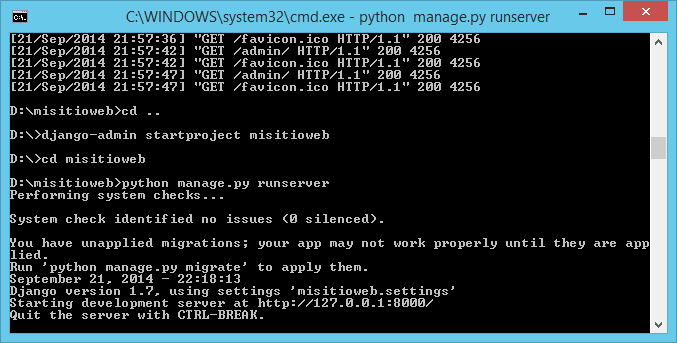 C:\WINDOWS\system32\cmd.exe - python  manage.py runserver
[21/Sep/2014 21:57:36] "GET /favicon.ico HTTP/1.1" 200 4256
[21/Sep/2014 21:57:42] "GET /admin/ HTTP/1.1" 200 4256
[21/Sep/2014 21:57:42] "GET /favicon.ico HTTP/1.1" 200 4256
[21/Sep/2014 21:57:47] "GET /admin/ HTTP/1.1" 200 4256
[21/Sep/2014 21:57:47] "GET /favicon.ico HTTP/1.1" 200 4256
D:\misitioweb>cd ..
D:\>django-admin startproject misitioweb
D:\>cd misitioweb
D:\misitioweb>python manage.py runserver
Performing system checks...
System check identified no issues (0 silenced).
You have unapplied migrations; your app may not work properly until they are app
lied.
Run 'python manage.py migrate' to apply them.
September 21, 2014 - 22:18:13
Django version 1.7, using settings 'misitioweb.settings'
Starting development server at http://127.0.0.1:8000/
Quit the server with CTRL-BREAK.